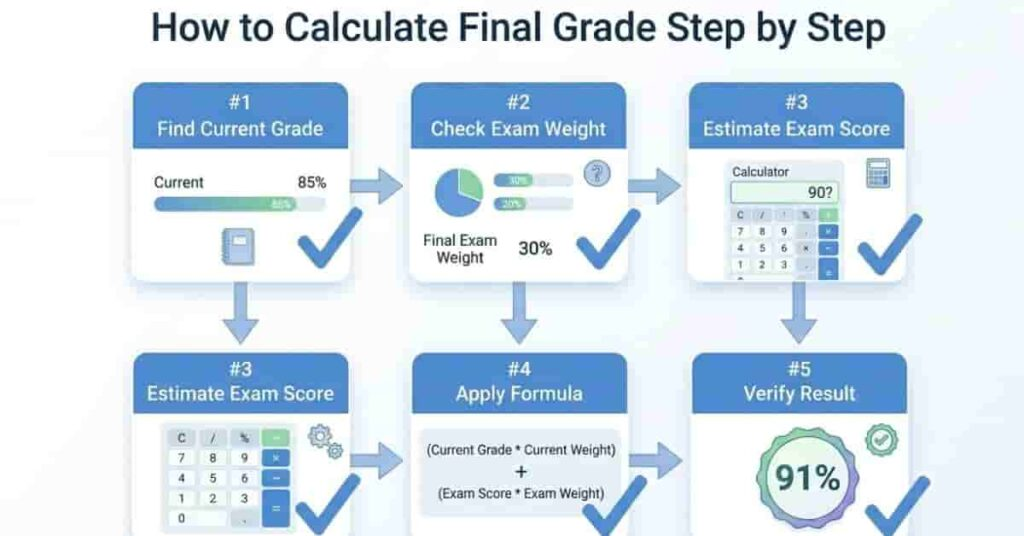 How to Calculate Final Grade Step by Step
#1
Find Current Grade
Current 85%
#2
Check Exam Weight
30%
20%
?
Final Exam
Weight
30%
#3
Estimate Exam Score
Calculator
90?
C / %
7 8 9 ×
4 5 6 × −
1 2 3 =
#3
Estimate Exam Score
C / % −
7 8 9 ×
4 5 6 −
1 2 3
0 . =
#4
Apply Formula
(Current Grade * Current Weight)
+
(Exam Score * Exam Weight)
#5
Verify Result
91%